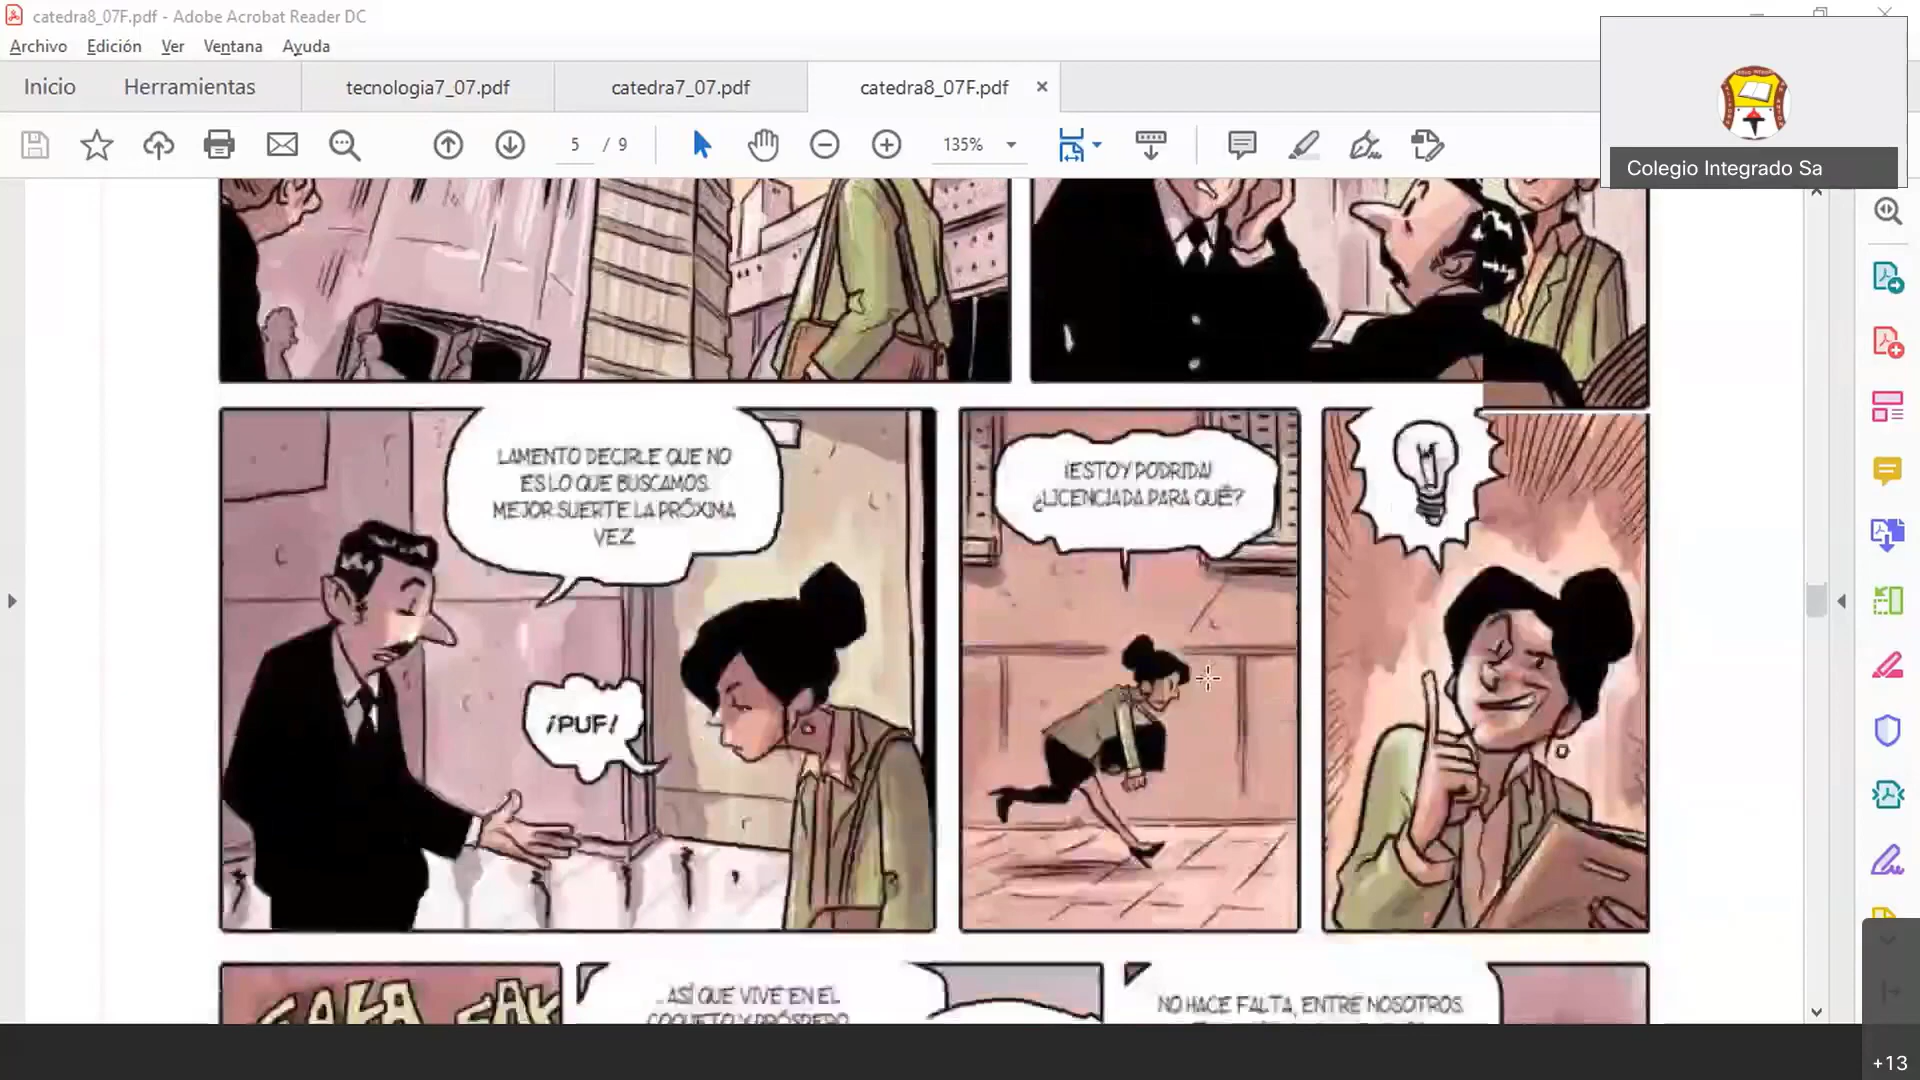 catedra8_07F.pdf - Adobe Acrobat Reader DC
Archivo Edición Ver Ventana Ayuda
Inicio Herramientas tecnologia7_07.pdf catedra7_07.pdf catedra8_07F.pdf ×
5 / 9 135%
Colegio Integrado Sa
LAMENTO DECIRLE QUE NO
ES LO QUE BUSCAMOS.
MEJOR SUERTE LA PRÓXIMA
VEZ
¡PUF!
¡ESTOY PODRIDA!
¿LICENCIADA PARA QUÉ?
...ASÍ QUE VIVE EN EL
COQUETO Y PRÓSPERO
NO HACE FALTA, ENTRE NOSOTROS
+13